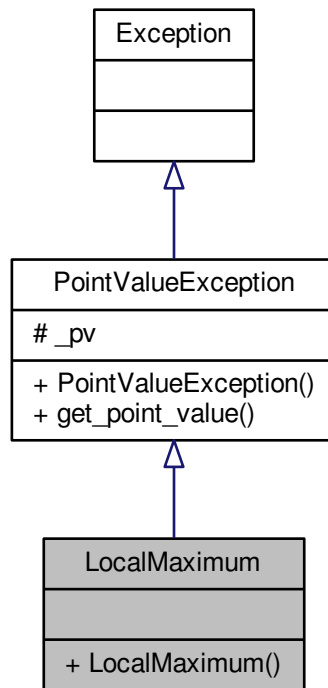 Exception
PointValueException
# _pv
+ PointValueException()
+ get_point_value()
LocalMaximum
+ LocalMaximum()